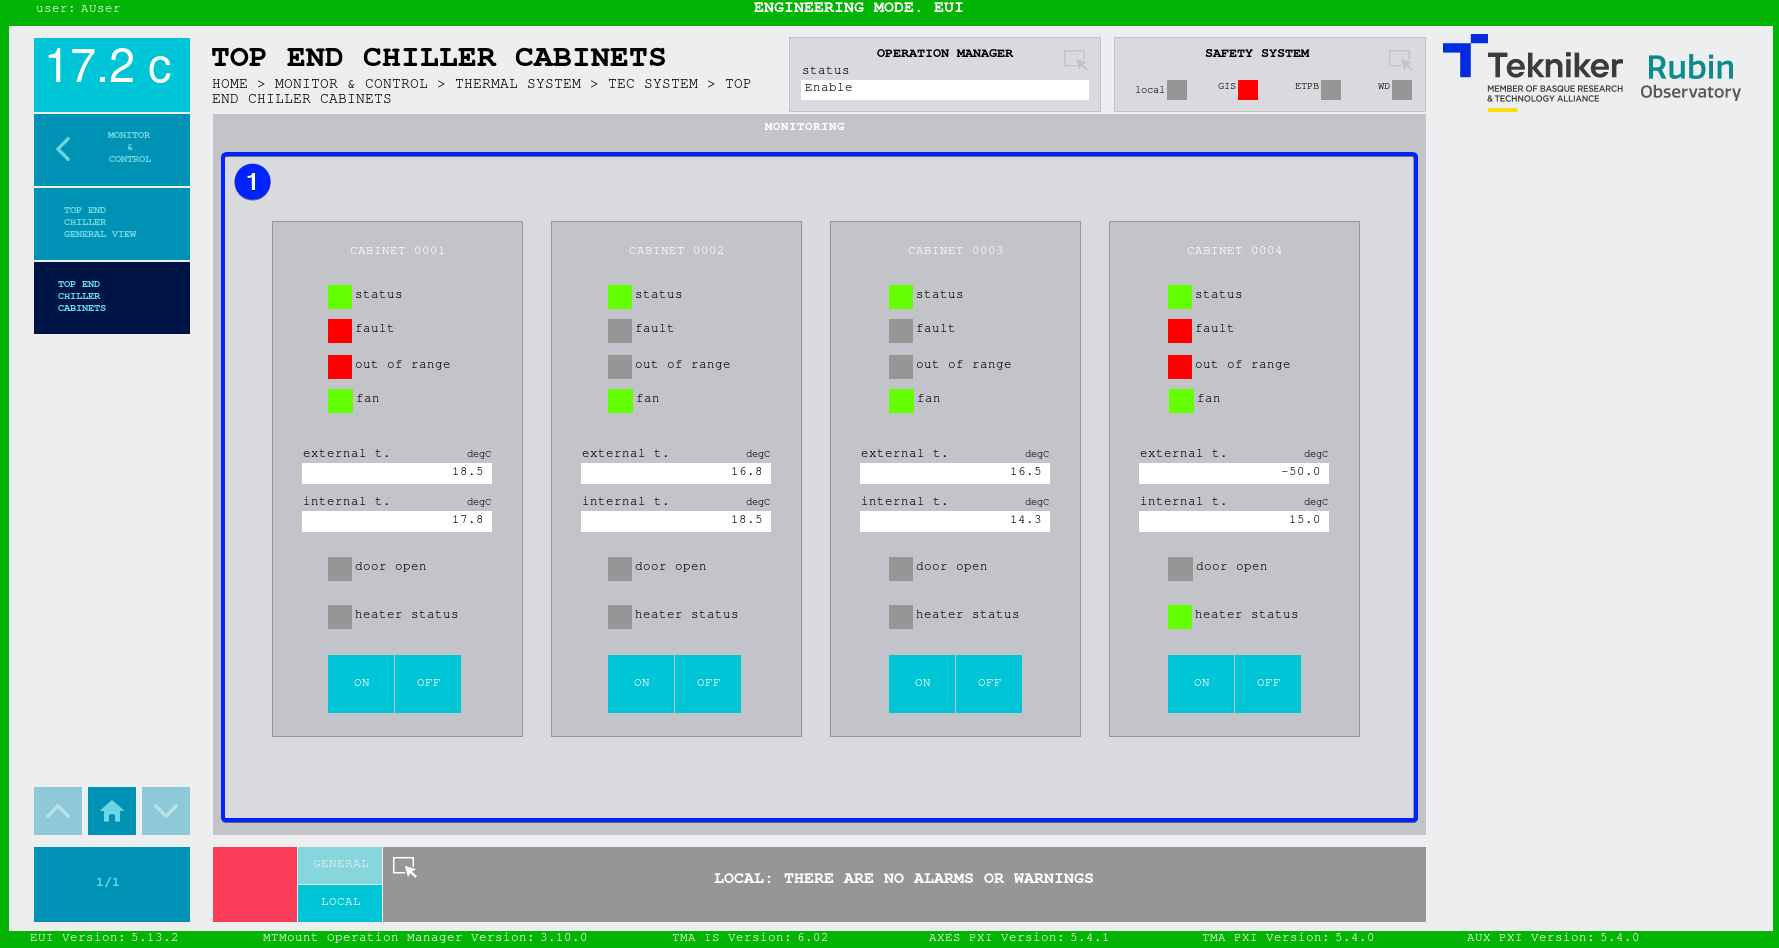 user: AUser
ENGINEERING MODE. EUI
17.2 c
TOP END CHILLER CABINETS
HOME > MONITOR & CONTROL > THERMAL SYSTEM > TEC SYSTEM > TOP
END CHILLER CABINETS
OPERATION MANAGER
status
Enable
SAFETY SYSTEM
local
GIS
ETPB
WD
Tekniker
MEMBER OF BASQUE RESEARCH
& TECHNOLOGY ALLIANCE
Rubin
Observatory
MONITOR
&
CONTROL
TOP END
CHILLER
GENERAL VIEW
TOP END
CHILLER
CABINETS
MONITORING
1
CABINET 0001
status
fault
out of range
fan
external t. degC
18.5
internal t. degC
17.8
door open
heater status
ON OFF
CABINET 0002
status
fault
out of range
fan
external t. degC
16.8
internal t. degC
18.5
door open
heater status
ON OFF
CABINET 0003
status
fault
out of range
fan
external t. degC
16.5
internal t. degC
14.3
door open
heater status
ON OFF
CABINET 0004
status
fault
out of range
fan
external t. degC
-50.0
internal t. degC
15.0
door open
heater status
ON OFF
1/1
GENERAL
LOCAL
LOCAL: THERE ARE NO ALARMS OR WARNINGS
EUI Version: 5.13.2
MTMount Operation Manager Version: 3.10.0
TMA IS Version: 6.02
AXES PXI Version: 5.4.1
TMA PXI Version: 5.4.0
AUX PXI Version: 5.4.0